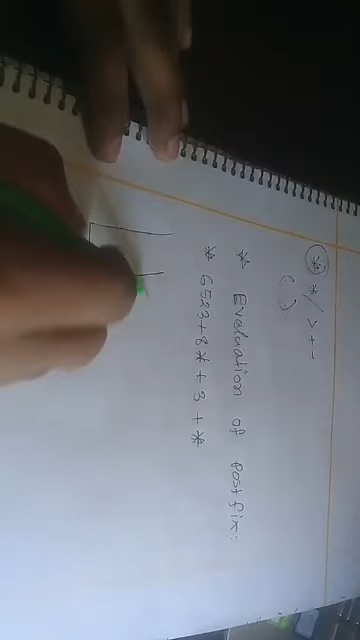 * * / > + -
( )
* Evaluation of Postfix:
* 6523+8*+3+*